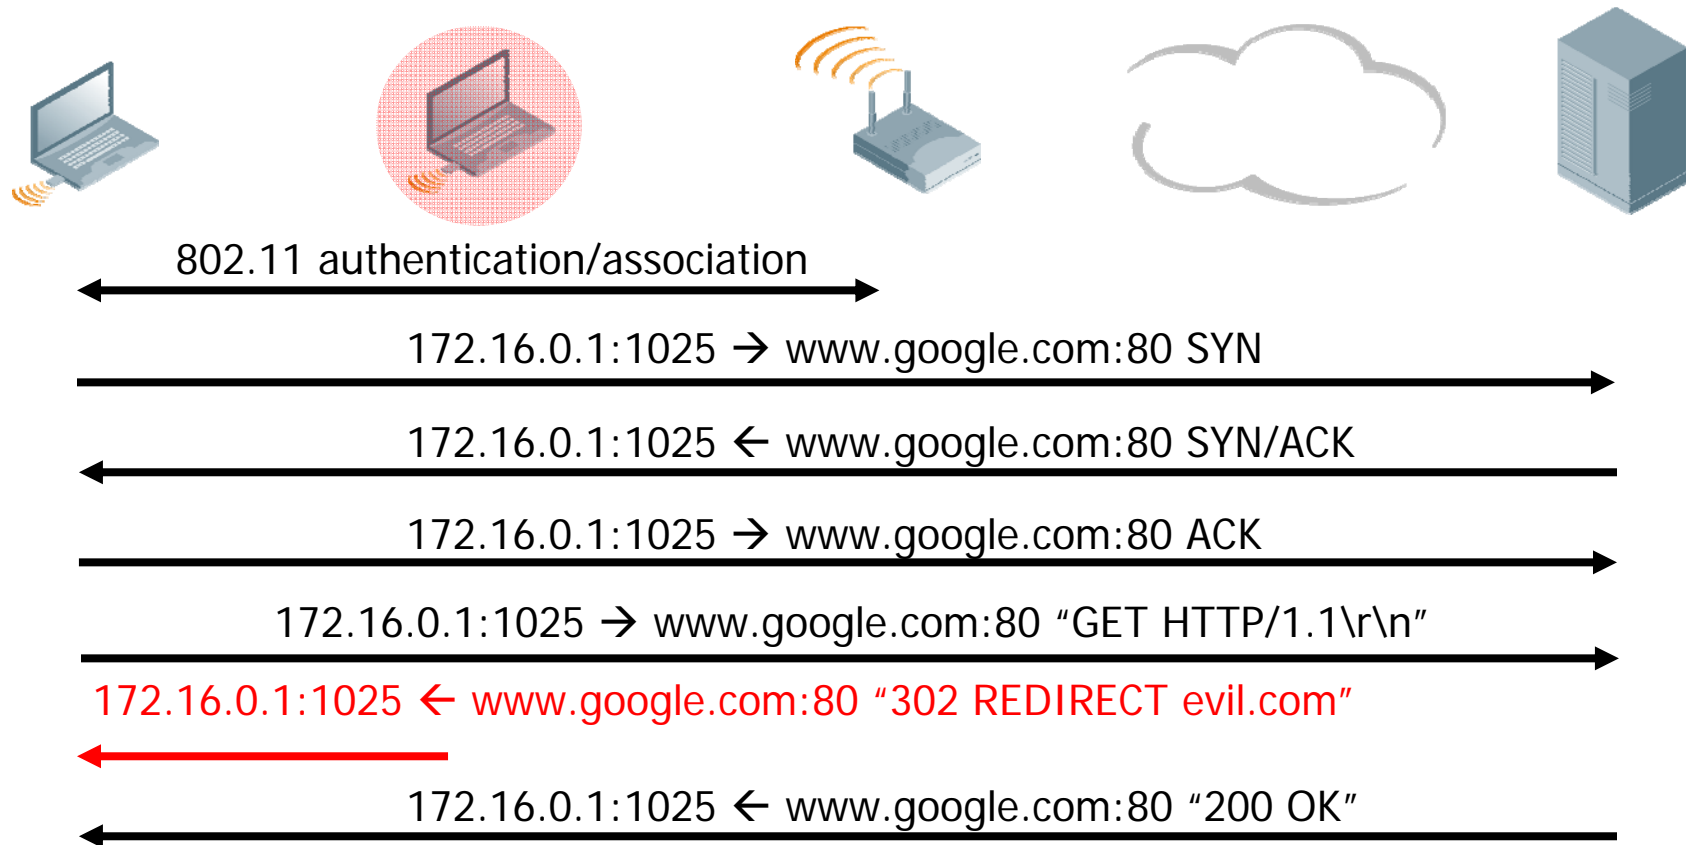 802.11 authentication/association
172.16.0.1:1025 → www.google.com:80 SYN
172.16.0.1:1025 ← www.google.com:80 SYN/ACK
172.16.0.1:1025 → www.google.com:80 ACK
172.16.0.1:1025 → www.google.com:80 “GET HTTP/1.1\r\n”
172.16.0.1:1025 ← www.google.com:80 “302 REDIRECT evil.com”
172.16.0.1:1025 ← www.google.com:80 “200 OK”